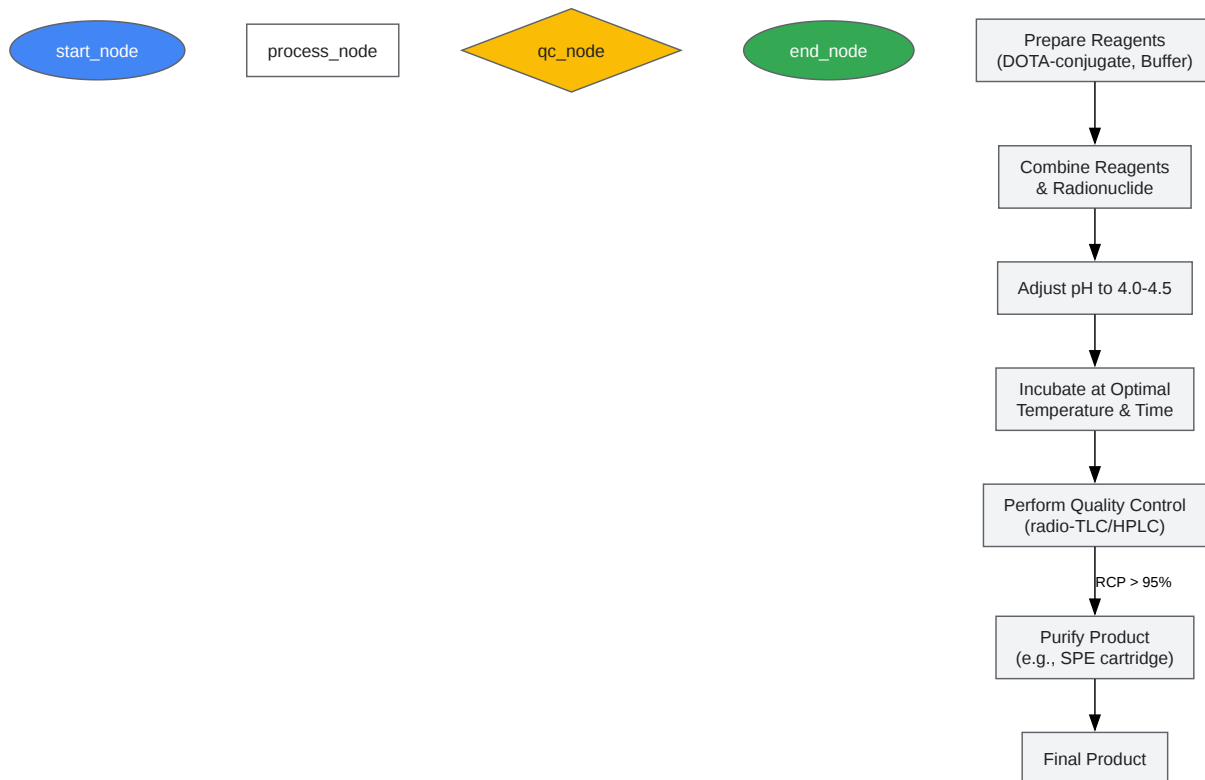 start_node
process_node
qc_node
end_node
Prepare Reagents
(DOTA-conjugate, Buffer)
Combine Reagents
& Radionuclide
Adjust pH to 4.0-4.5
Incubate at Optimal
Temperature & Time
Perform Quality Control
(radio-TLC/HPLC)
RCP > 95%
Purify Product
(e.g., SPE cartridge)
Final Product